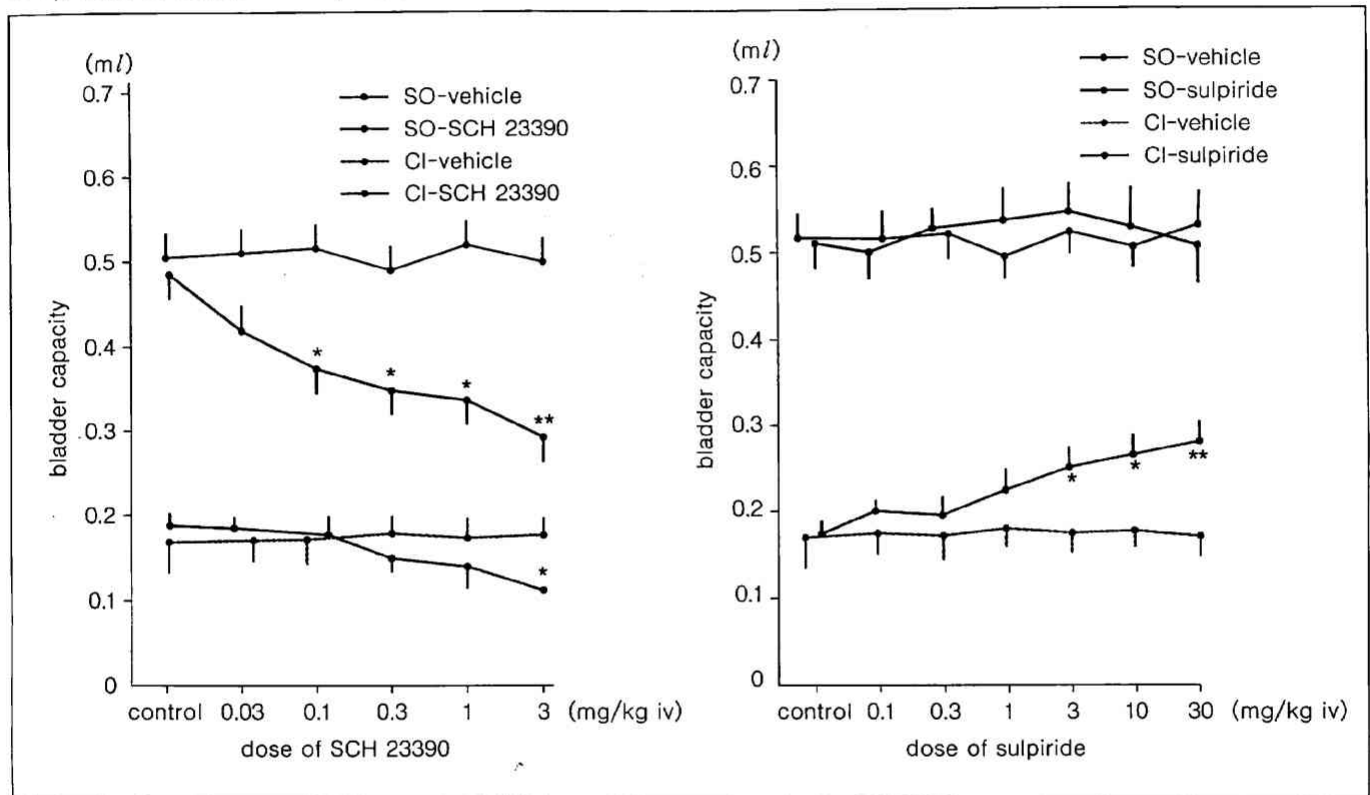 (ml)
0.7
0.6
0.5
0.4
0.3
0.2
0.1
0
bladder capacity
SO-vehicle
SO-SCH 23390
CI-vehicle
CI-SCH 23390
*
*
*
**
*
control 0.03 0.1 0.3 1 3 (mg/kg iv)
dose of SCH 23390
(ml)
0.7
0.6
0.5
0.4
0.3
0.2
0.1
0
bladder capacity
SO-vehicle
SO-sulpiride
CI-vehicle
CI-sulpiride
*
*
**
control 0.1 0.3 1 3 10 30 (mg/kg iv)
dose of sulpiride